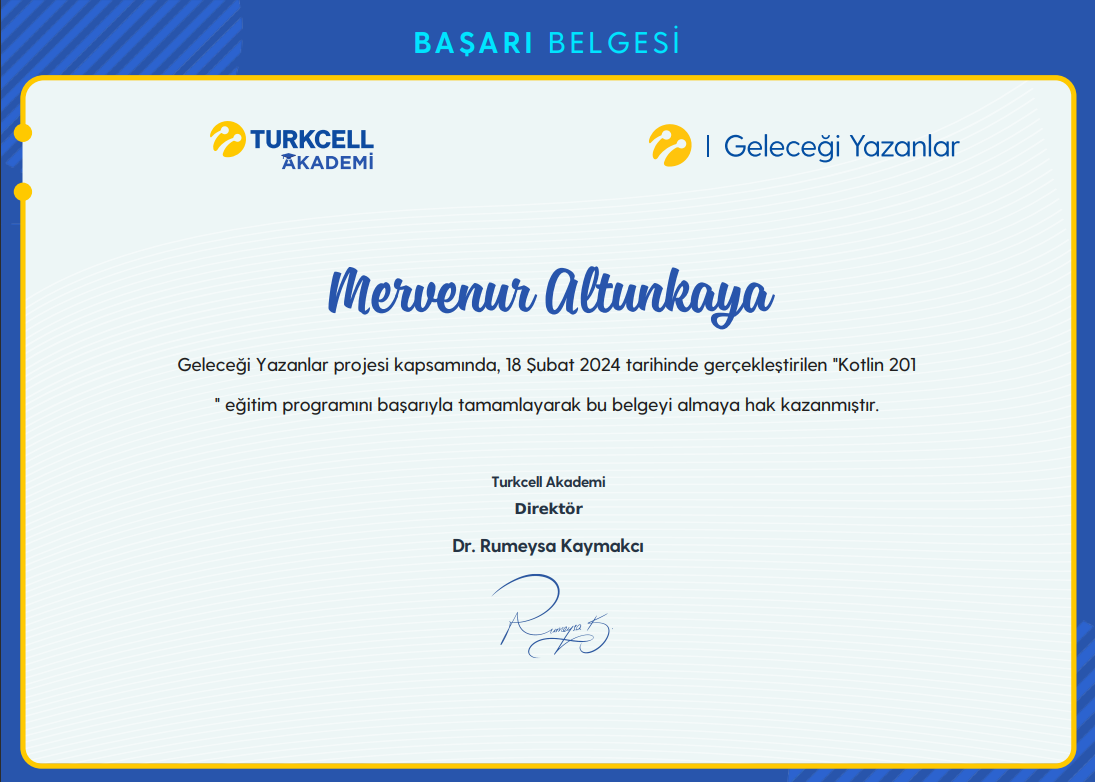 BAŞARI BELGESİ
TURKCELL
AKADEMİ
Geleceği Yazanlar
Mervenur Altunkaya
Geleceği Yazanlar projesi kapsamında, 18 Şubat 2024 tarihinde gerçekleştirilen "Kotlin 201
" eğitim programını başarıyla tamamlayarak bu belgeyi almaya hak kazanmıştır.
Turkcell Akademi
Direktör
Dr. Rumeysa Kaymakcı
Rumeysa K